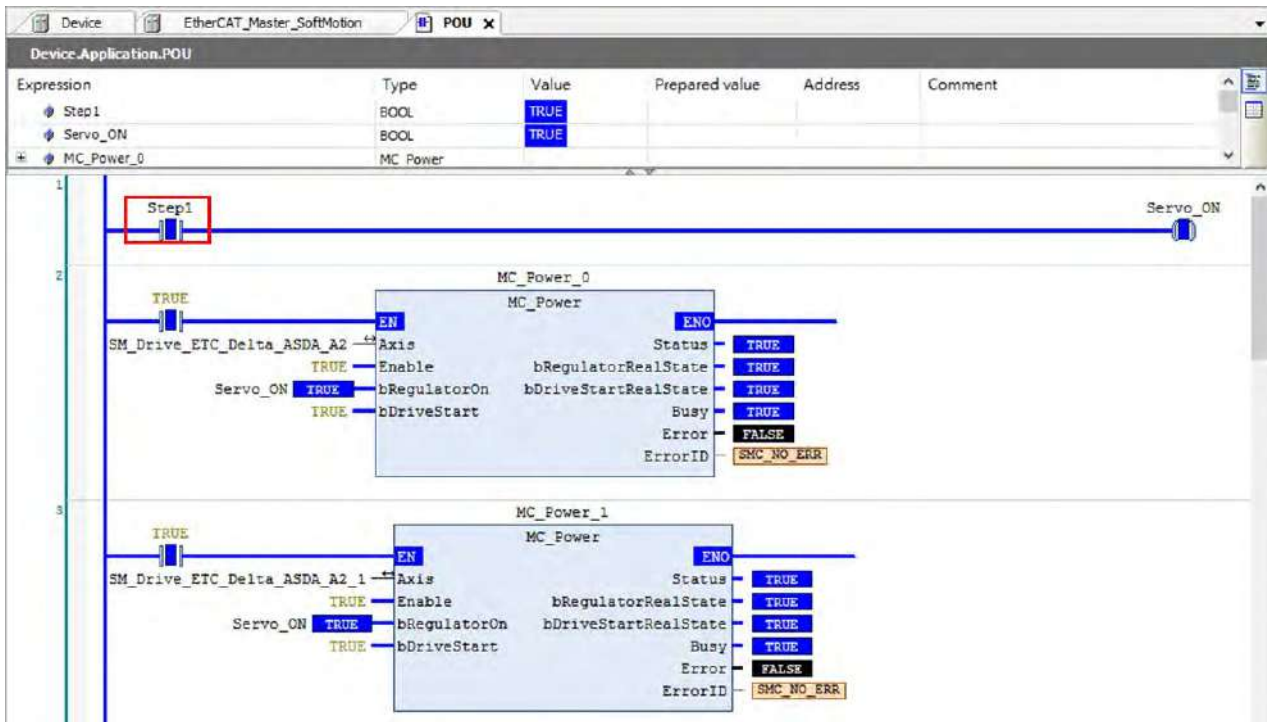 Device EtherCAT_Master_SoftMotion POU x
Device.Application.POU
Expression Type Value Prepared value Address Comment
Step1 BOOL TRUE
Servo_ON BOOL TRUE
MC_Power_0 MC_Power
1
Step1 Servo_ON
2
MC_Power_0
TRUE MC_Power
EN ENO
SM_Drive_ETC_Delta_ASDA_A2 Axis Status TRUE
TRUE Enable bRegulatorRealState TRUE
Servo_ON TRUE bRegulatorOn bDriveStartRealState TRUE
TRUE bDriveStart Busy TRUE
Error FALSE
ErrorID SMC_NO_ERR
3
MC_Power_1
TRUE MC_Power
EN ENO
SM_Drive_ETC_Delta_ASDA_A2_1 Axis Status TRUE
TRUE Enable bRegulatorRealState TRUE
Servo_ON TRUE bRegulatorOn bDriveStartRealState TRUE
TRUE bDriveStart Busy TRUE
Error FALSE
ErrorID SMC_NO_ERR